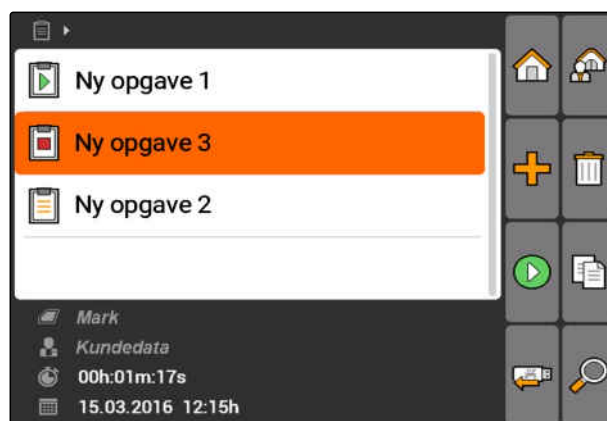 Ny opgave 1
Ny opgave 3
Ny opgave 2
Mark
Kundedata
00h:01m:17s
15.03.2016 12:15h